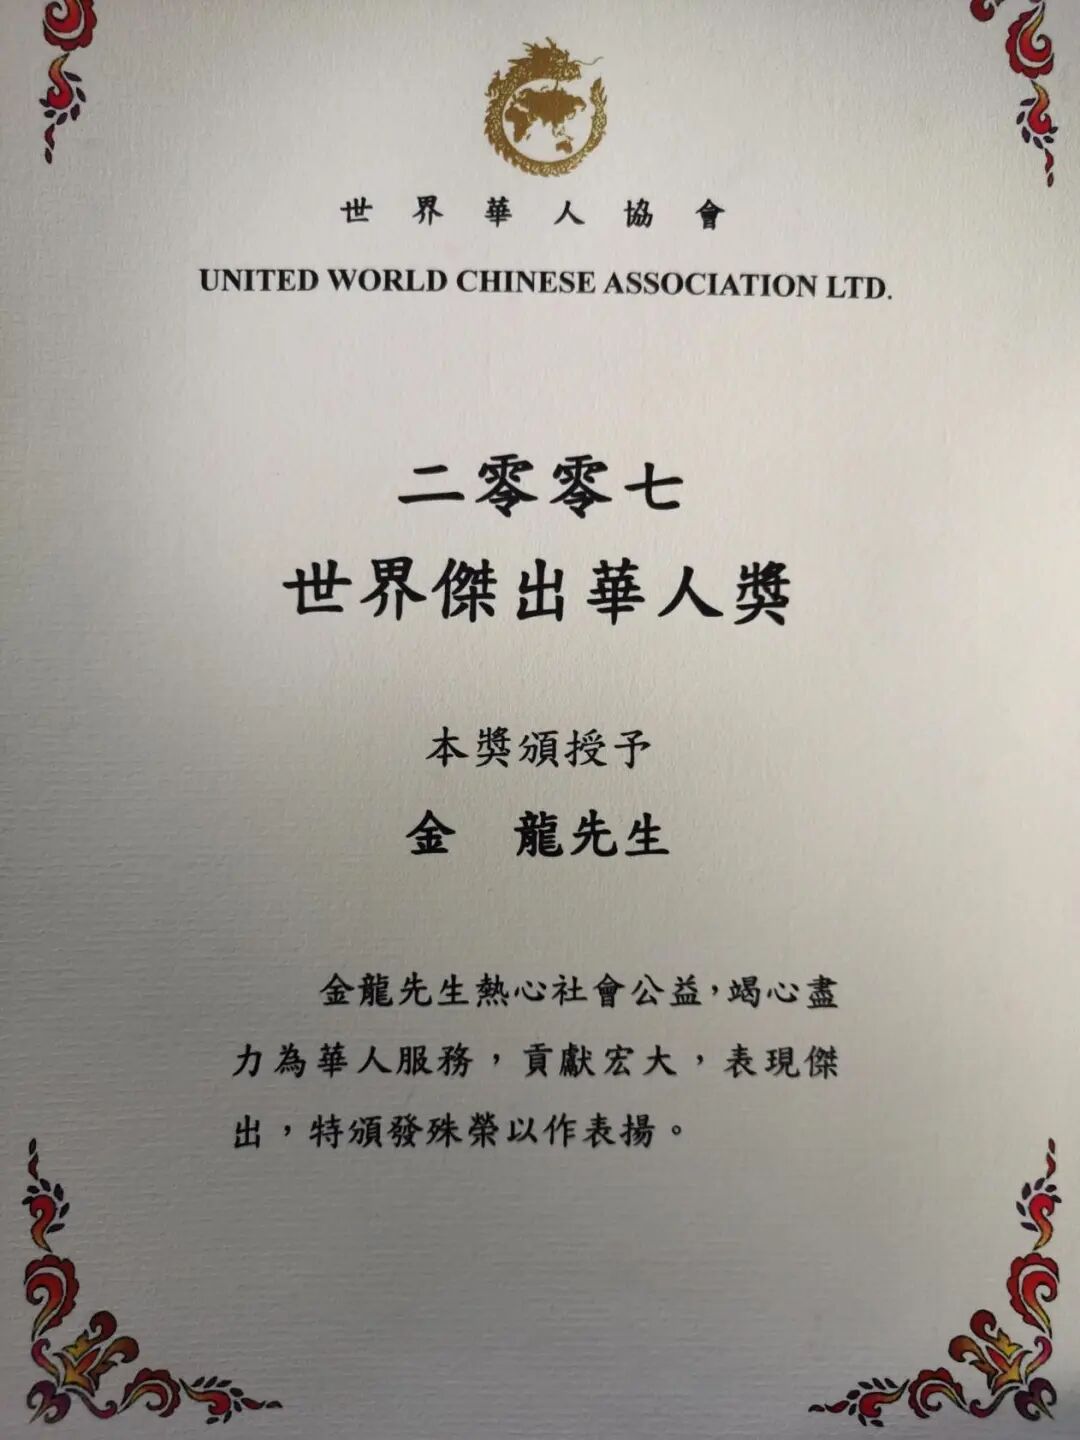 世界華人協會
UNITED WORLD CHINESE ASSOCIATION LTD.
二零零七
世界傑出華人獎
本獎頒授予
金　龍先生
金龍先生熱心社會公益，竭心盡
力為華人服務，貢獻宏大，表現傑
出，特頒發殊榮以作表揚。